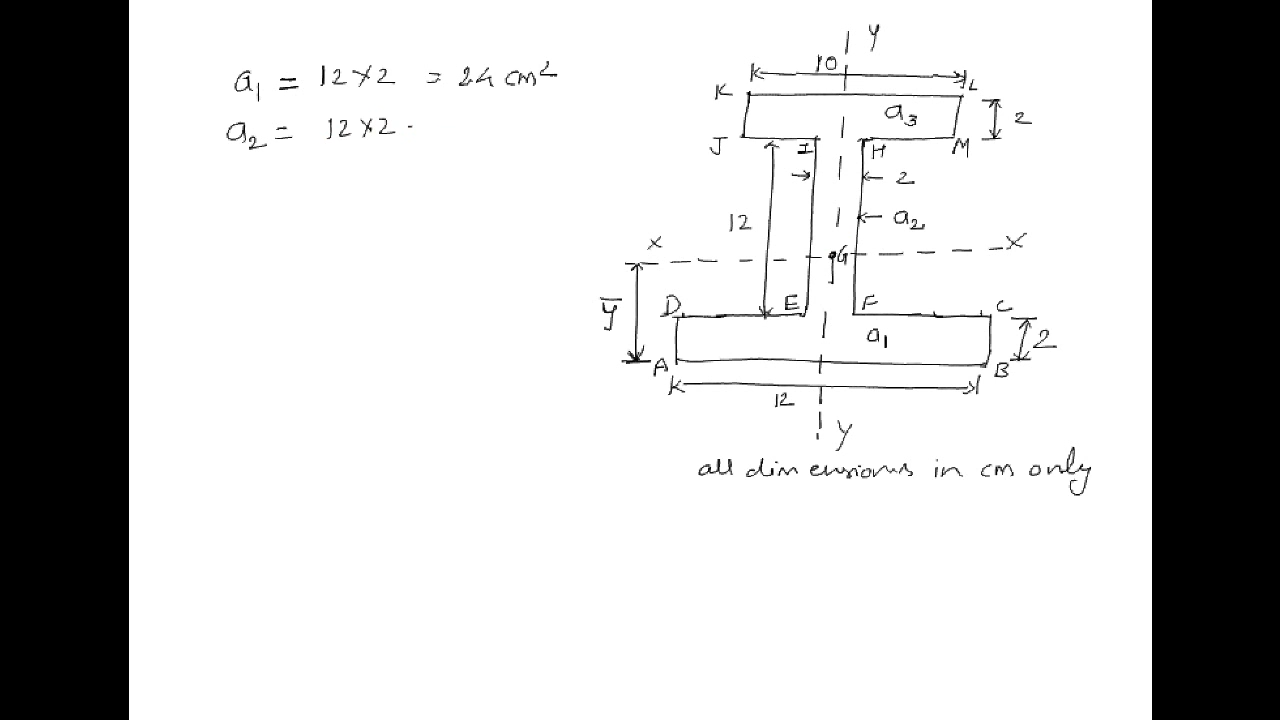 a₁ = 12×2 = 24 cm²
a₂ = 12×2
Y
10
K
L
a₃
2
J
I
H
M
2
12
a₂
X
X
G
ȳ
D
E
F
C
a₁
2
A
B
12
Y
all dimensions in cm only